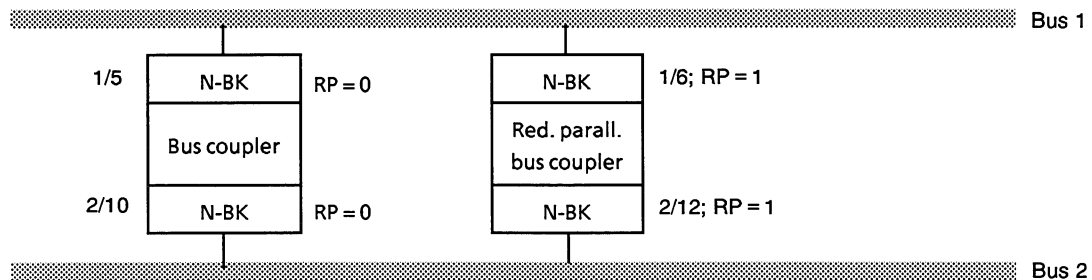 Bus 1
1/5 N-BK RP = 0
1/6; RP = 1 N-BK
Bus coupler
Red. parall.
bus coupler
2/10 N-BK RP = 0
N-BK 2/12; RP = 1
Bus 2